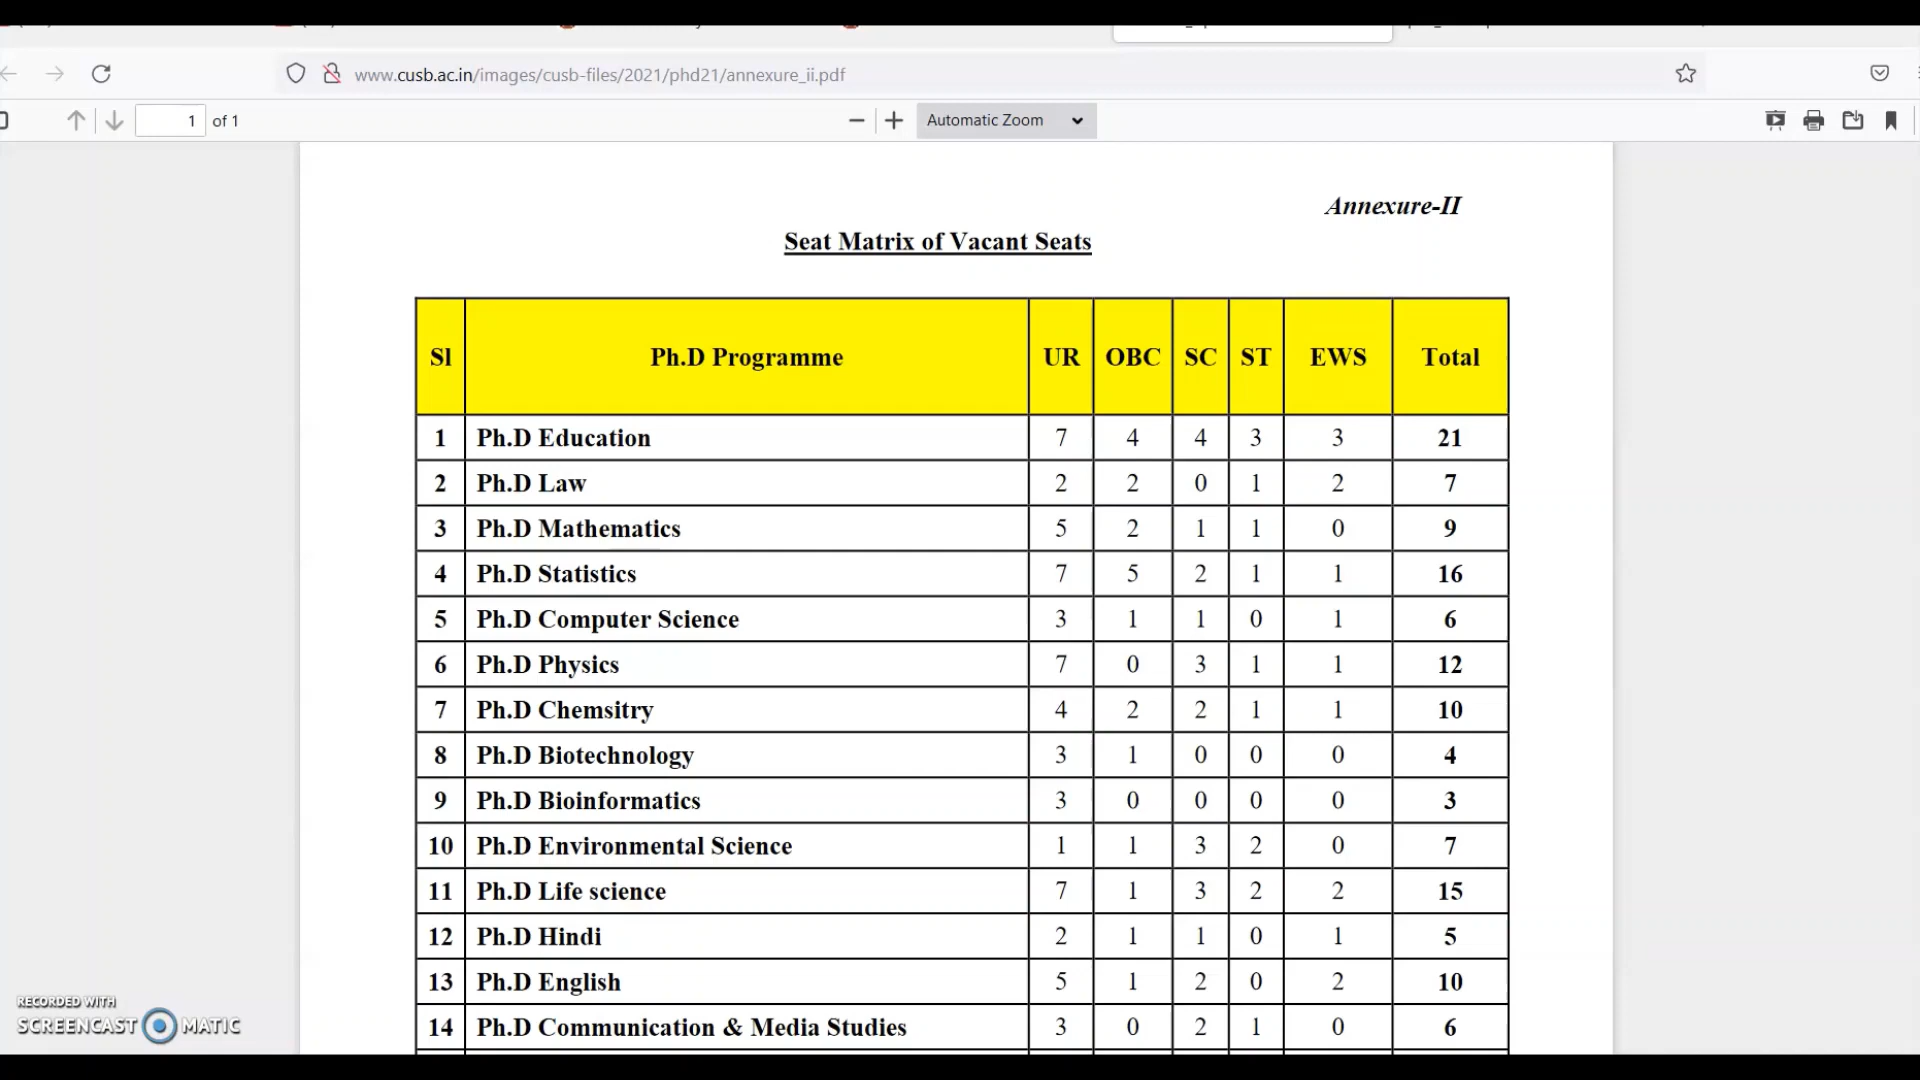 www.cusb.ac.in/images/cusb-files/2021/phd21/annexure_ii.pdf
1 of 1 Automatic Zoom
Annexure-II
Seat Matrix of Vacant Seats
Sl Ph.D Programme UR OBC SC ST EWS Total
1 Ph.D Education 7 4 4 3 3 21
2 Ph.D Law 2 2 0 1 2 7
3 Ph.D Mathematics 5 2 1 1 0 9
4 Ph.D Statistics 7 5 2 1 1 16
5 Ph.D Computer Science 3 1 1 0 1 6
6 Ph.D Physics 7 0 3 1 1 12
7 Ph.D Chemsitry 4 2 2 1 1 10
8 Ph.D Biotechnology 3 1 0 0 0 4
9 Ph.D Bioinformatics 3 0 0 0 0 3
10 Ph.D Environmental Science 1 1 3 2 0 7
11 Ph.D Life science 7 1 3 2 2 15
12 Ph.D Hindi 2 1 1 0 1 5
13 Ph.D English 5 1 2 0 2 10
14 Ph.D Communication & Media Studies 3 0 2 1 0 6
RECORDED WITH
SCREENCAST MATIC